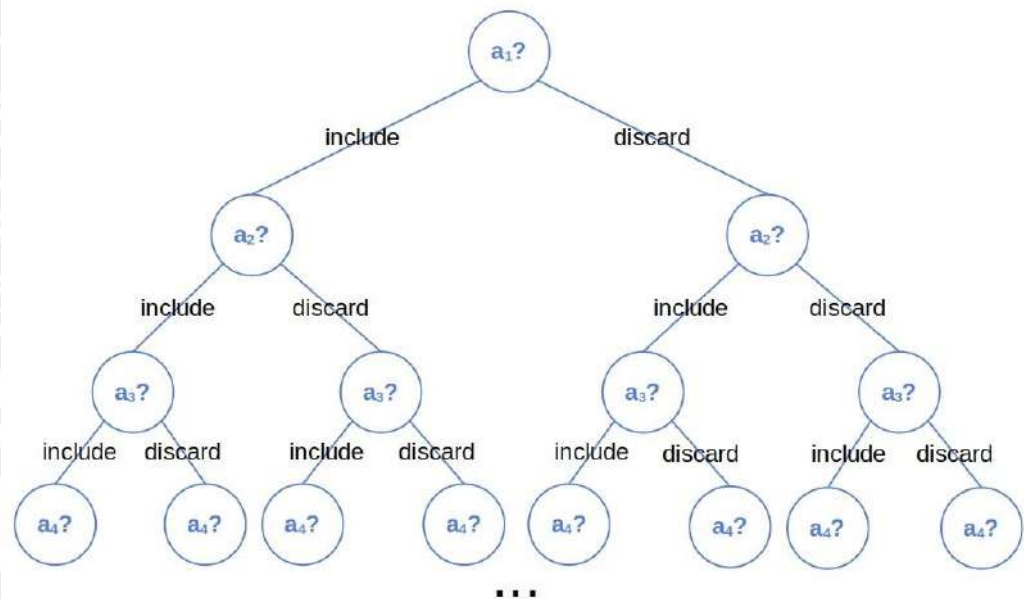 a₁?
include discard
a₂? a₂?
include discard include discard
a₃? a₃? a₃? a₃?
include discard include discard include discard include discard
a₄? a₄? a₄? a₄? a₄? a₄? a₄? a₄?
...